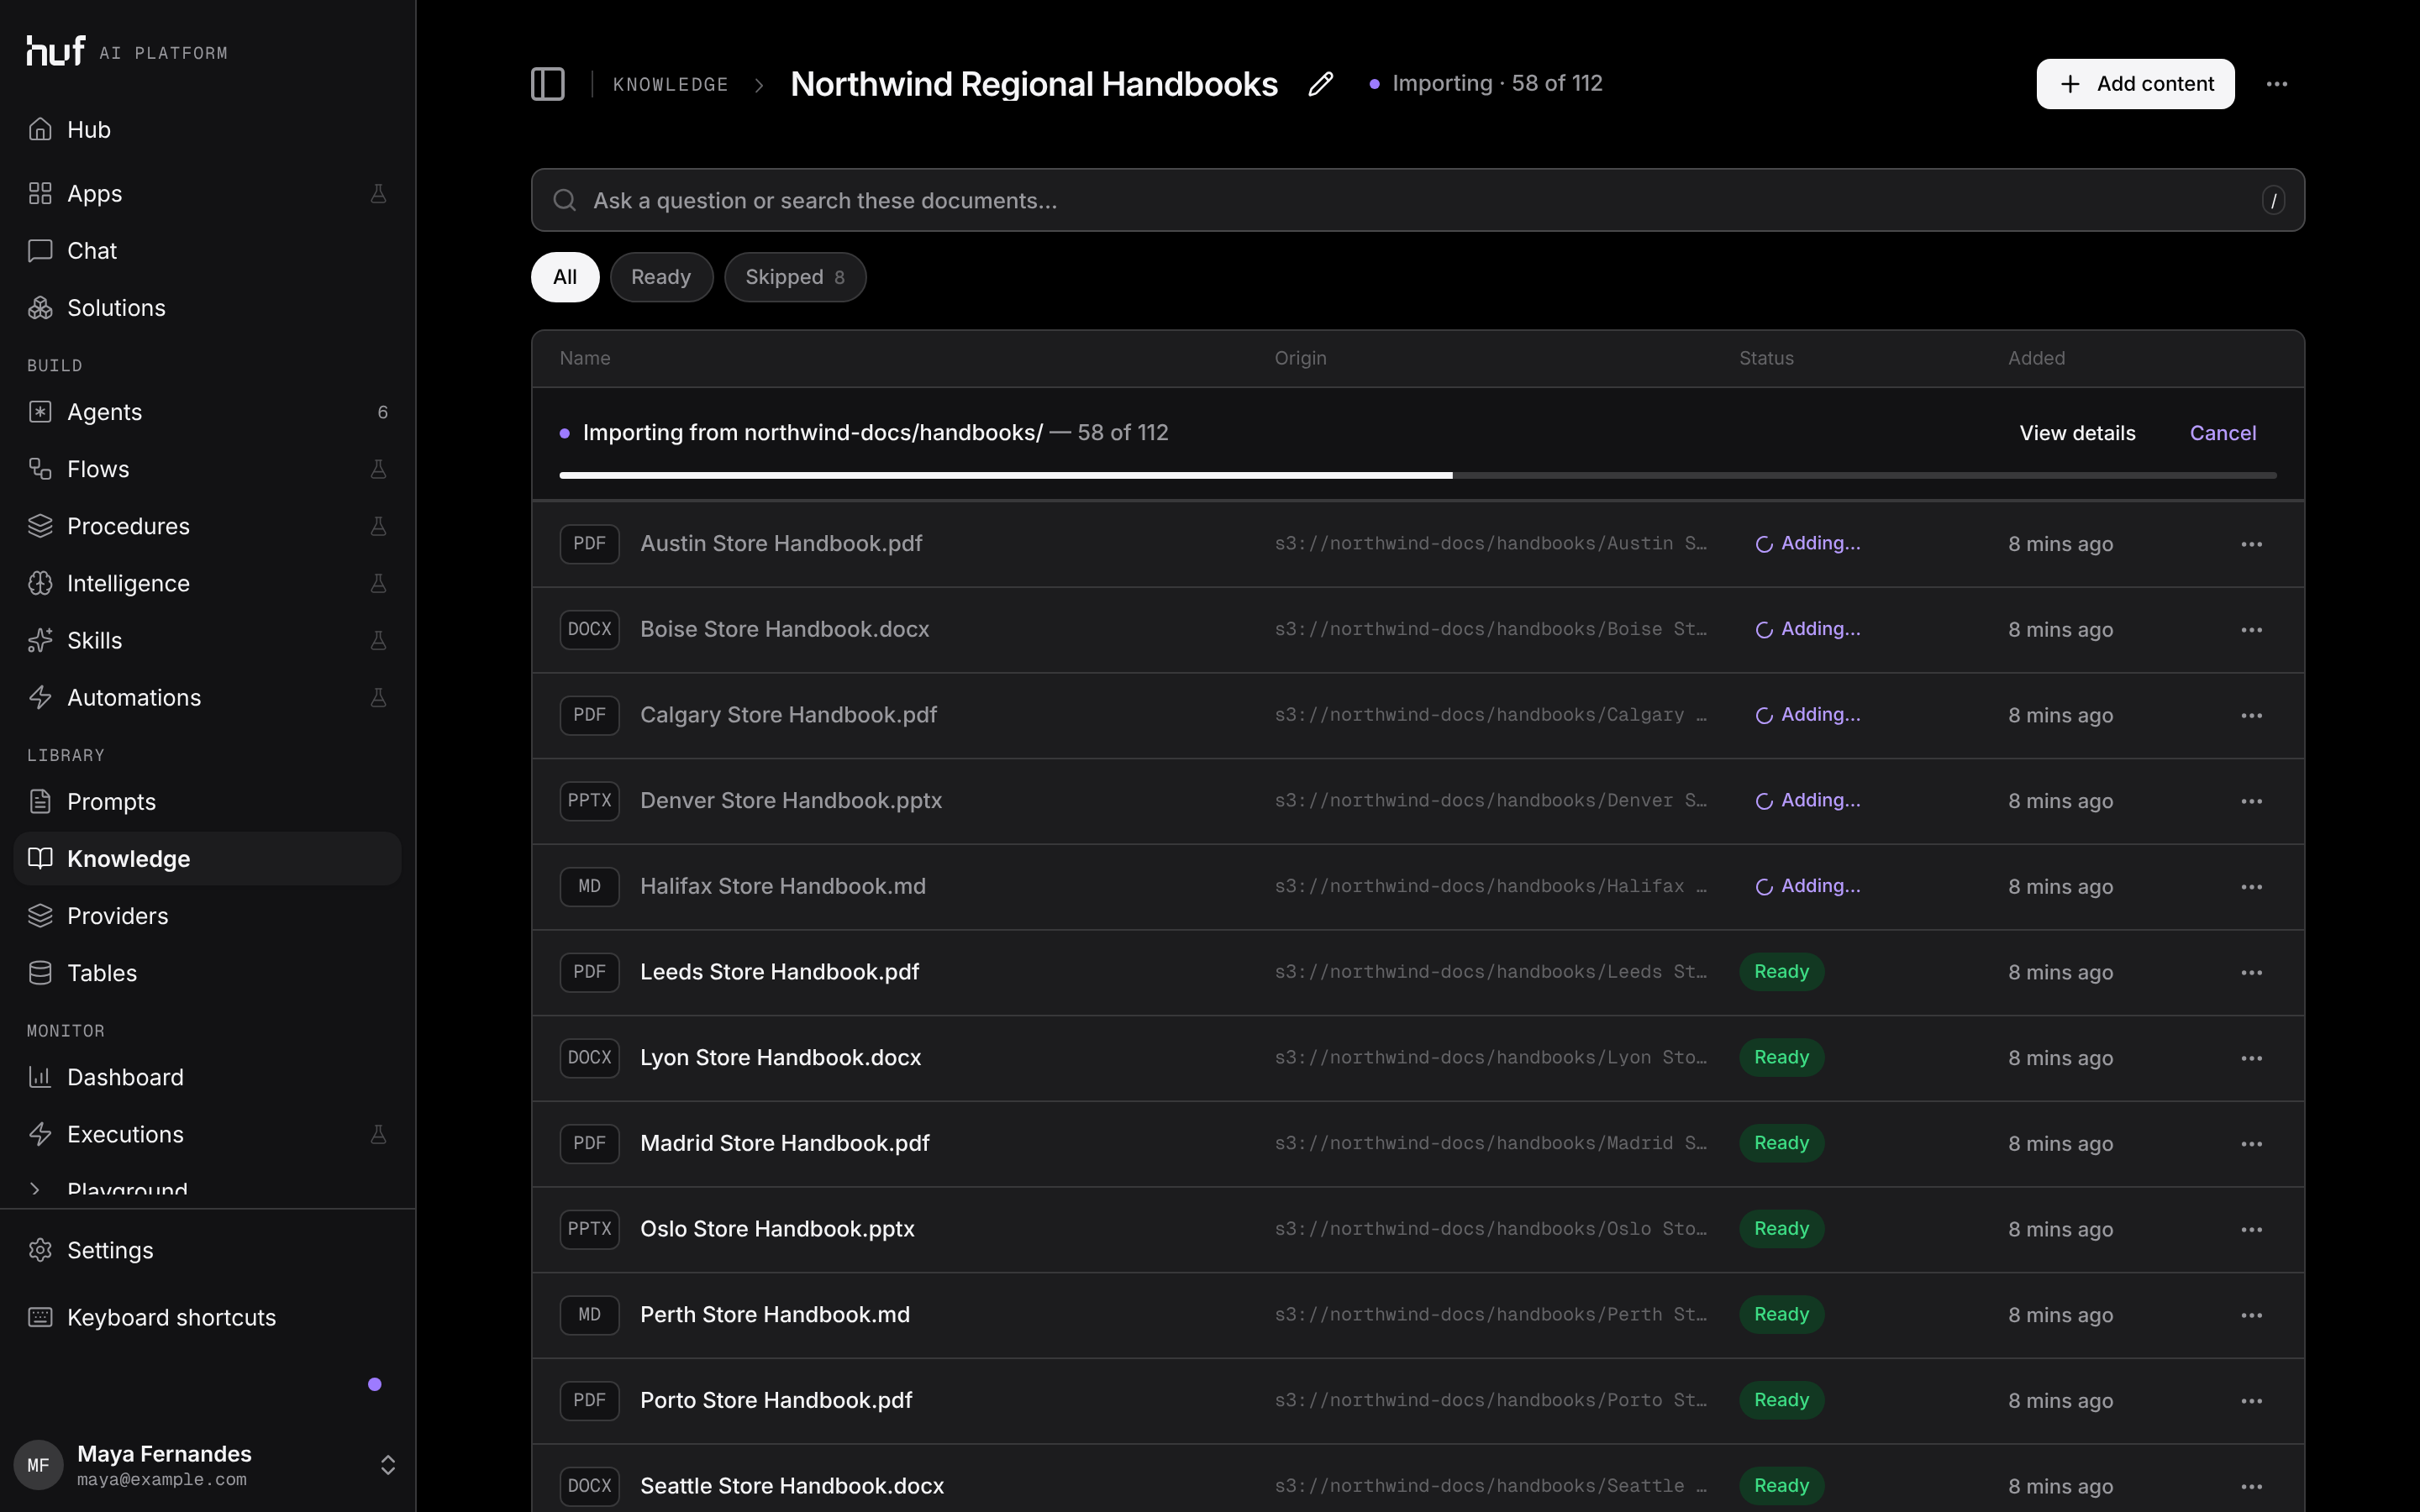 huf AI PLATFORM
Hub
Apps
Chat
Solutions
BUILD
Agents 6
Flows
Procedures
Intelligence
Skills
Automations
LIBRARY
Prompts
Knowledge
Providers
Tables
MONITOR
Dashboard
Executions
Playground
Settings
Keyboard shortcuts
MF Maya Fernandes
maya@example.com
KNOWLEDGE > Northwind Regional Handbooks Importing · 58 of 112
+ Add content
Ask a question or search these documents... /
All Ready Skipped 8
Name Origin Status Added
Importing from northwind-docs/handbooks/ — 58 of 112 View details Cancel
PDF Austin Store Handbook.pdf s3://northwind-docs/handbooks/Austin S… Adding... 8 mins ago
DOCX Boise Store Handbook.docx s3://northwind-docs/handbooks/Boise St… Adding... 8 mins ago
PDF Calgary Store Handbook.pdf s3://northwind-docs/handbooks/Calgary … Adding... 8 mins ago
PPTX Denver Store Handbook.pptx s3://northwind-docs/handbooks/Denver S… Adding... 8 mins ago
MD Halifax Store Handbook.md s3://northwind-docs/handbooks/Halifax … Adding... 8 mins ago
PDF Leeds Store Handbook.pdf s3://northwind-docs/handbooks/Leeds St… Ready 8 mins ago
DOCX Lyon Store Handbook.docx s3://northwind-docs/handbooks/Lyon Sto… Ready 8 mins ago
PDF Madrid Store Handbook.pdf s3://northwind-docs/handbooks/Madrid S… Ready 8 mins ago
PPTX Oslo Store Handbook.pptx s3://northwind-docs/handbooks/Oslo Sto… Ready 8 mins ago
MD Perth Store Handbook.md s3://northwind-docs/handbooks/Perth St… Ready 8 mins ago
PDF Porto Store Handbook.pdf s3://northwind-docs/handbooks/Porto St… Ready 8 mins ago
DOCX Seattle Store Handbook.docx s3://northwind-docs/handbooks/Seattle … Ready 8 mins ago